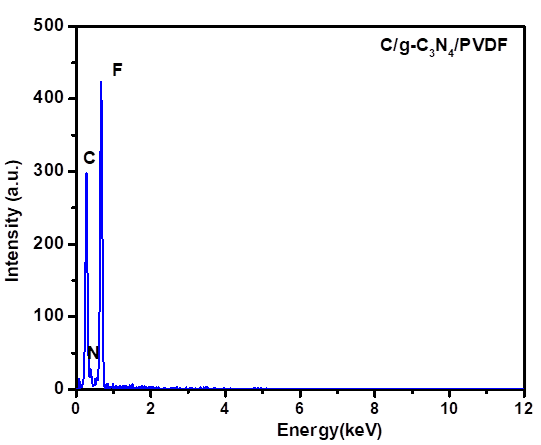 500
C/g-C₃N₄/PVDF
F
400
C
300
200
100
N
0
0 2 4 6 8 10 12
Intensity (a.u.)
Energy(keV)